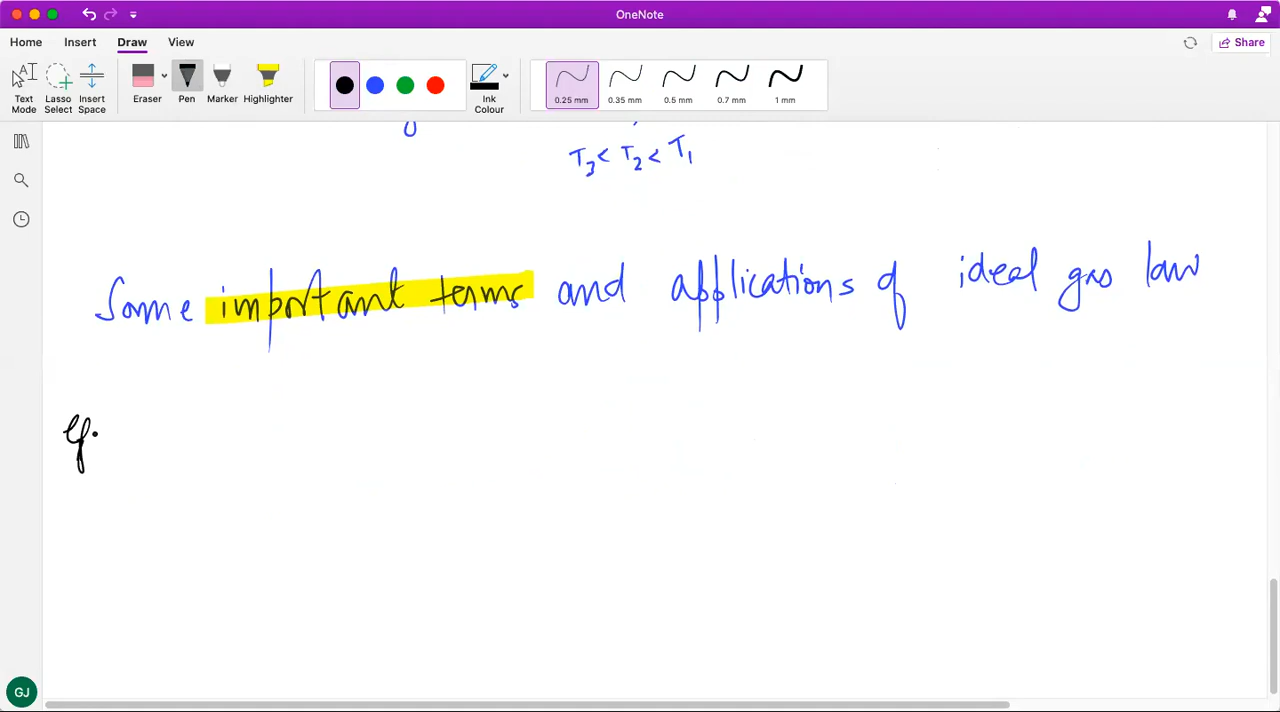 OneNote
Home Insert Draw View Share
Text Mode Lasso Select Insert Space Eraser Pen Marker Highlighter Ink Colour 0.25 mm 0.35 mm 0.5 mm 0.7 mm 1 mm
T3 < T2 < T1
Some important terms and applications of ideal gas law
eg.
GJ